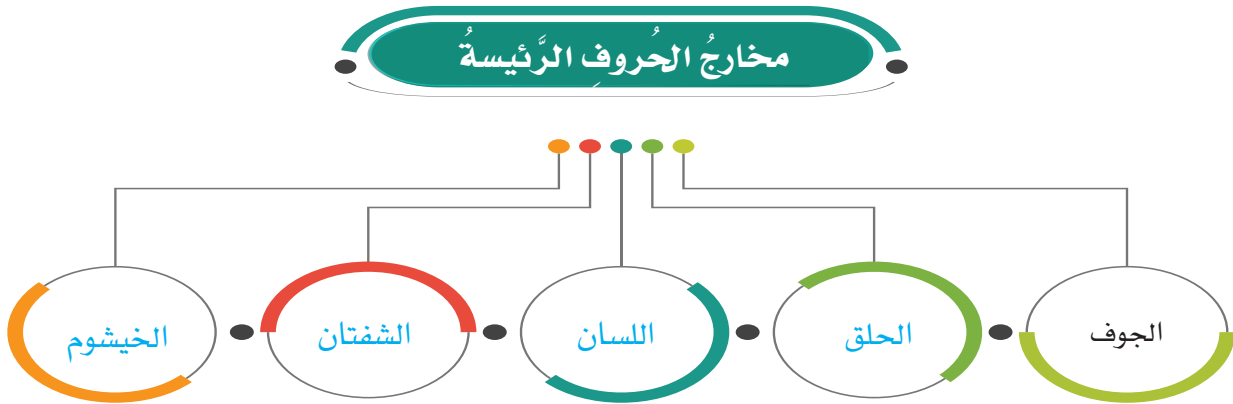 مخارجُ الحُروفِ الرَّئيسةُ
الجوف
الحلق
اللسان
الشفتان
الخيشوم